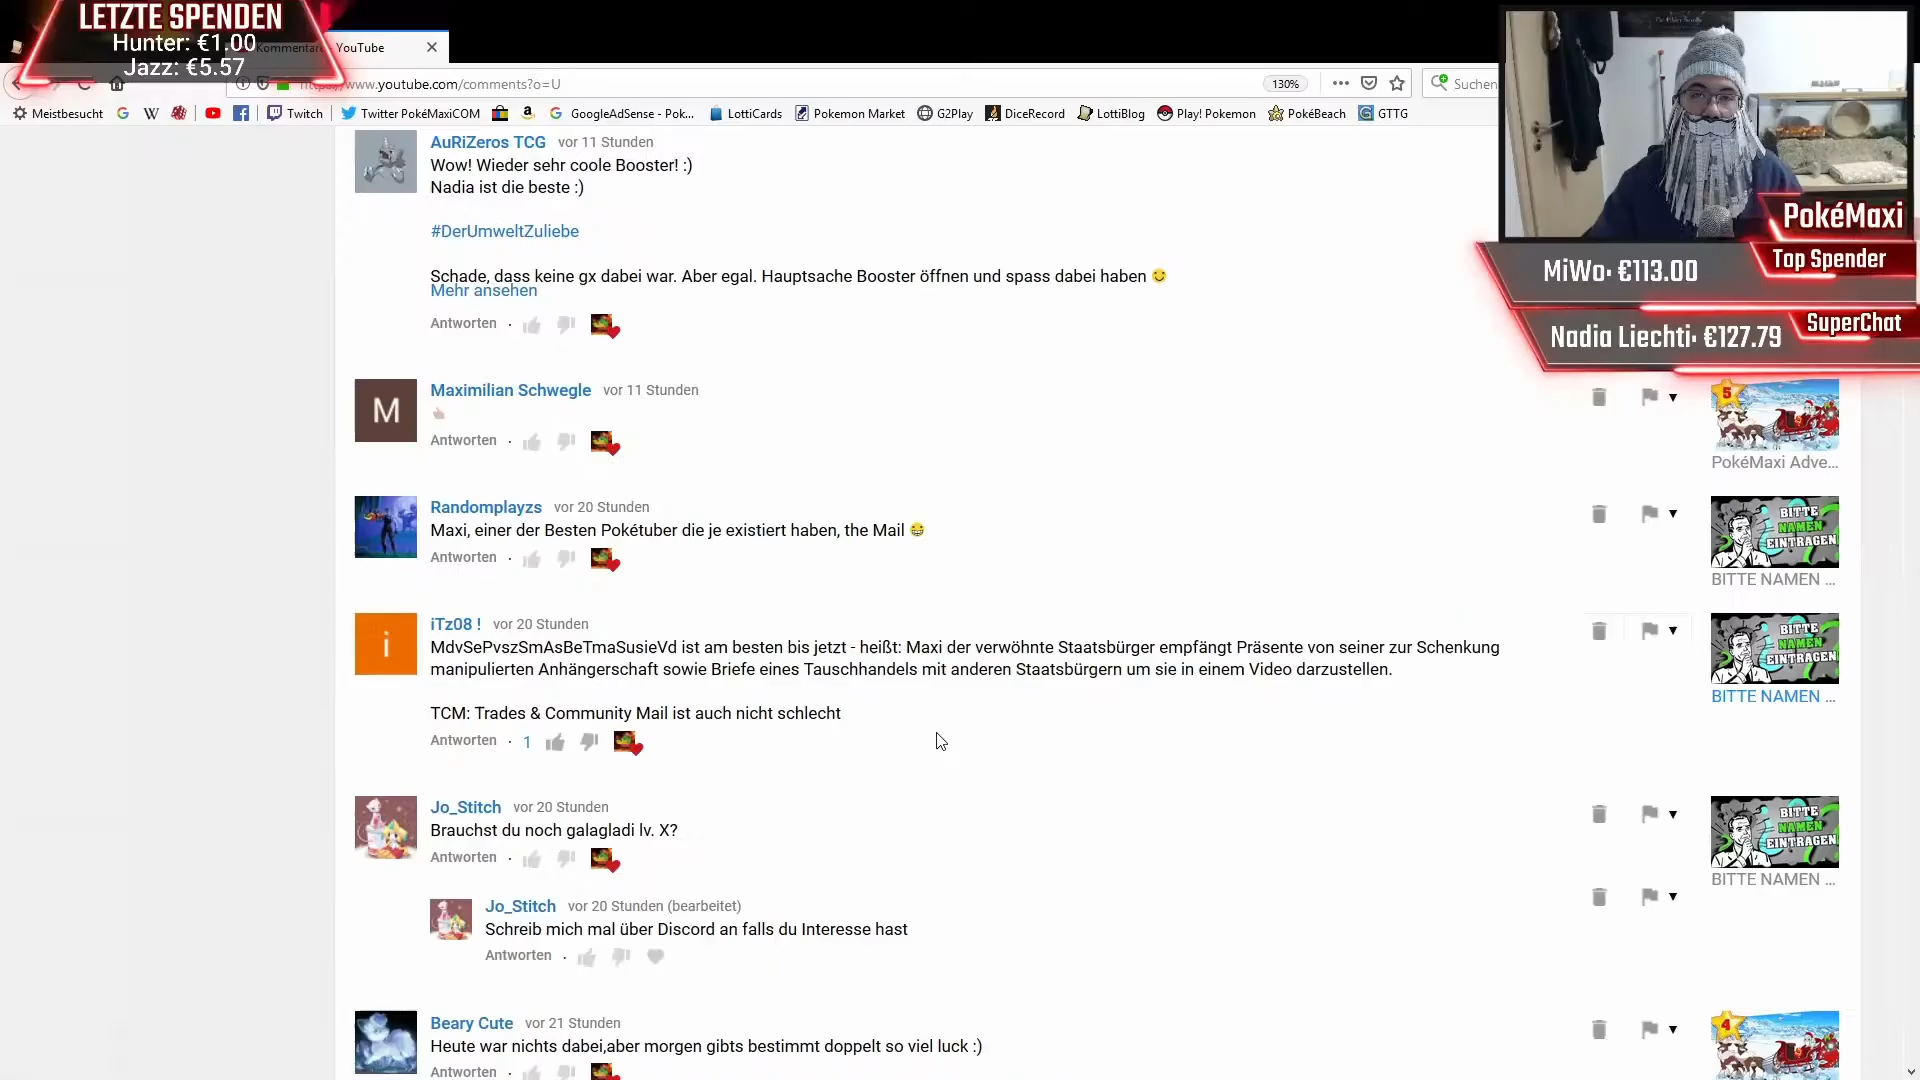 LETZTE SPENDEN
Hunter: €1.00
Jazz: €5.57
Kommentare - YouTube
www.youtube.com/comments?o=U
130%
Suchen
Meistbesucht
Twitch
Twitter PokéMaxiCOM
GoogleAdSense - Pok...
LottiCards
Pokemon Market
G2Play
DiceRecord
LottiBlog
Play! Pokemon
PokéBeach
GTTG
PokéMaxi
Top Spender
MiWo: €113.00
SuperChat
Nadia Liechti: €127.79
AuRiZeros TCG vor 11 Stunden
Wow! Wieder sehr coole Booster! :)
Nadia ist die beste :)
#DerUmweltZuliebe
Schade, dass keine gx dabei war. Aber egal. Hauptsache Booster öffnen und spass dabei haben
Mehr ansehen
Antworten
Maximilian Schwegle vor 11 Stunden
M
Antworten
5
PokéMaxi Adve...
Randomplayzs vor 20 Stunden
Maxi, einer der Besten Pokétuber die je existiert haben, the Mail
Antworten
BITTE
NAMEN
EINTRAGEN
BITTE NAMEN ...
iTz08 ! vor 20 Stunden
i
MdvSePvszSmAsBeTmaSusieVd ist am besten bis jetzt - heißt: Maxi der verwöhnte Staatsbürger empfängt Präsente von seiner zur Schenkung
manipulierten Anhängerschaft sowie Briefe eines Tauschhandels mit anderen Staatsbürgern um sie in einem Video darzustellen.
TCM: Trades & Community Mail ist auch nicht schlecht
Antworten · 1
BITTE
NAMEN
EINTRAGEN
BITTE NAMEN ...
Jo_Stitch vor 20 Stunden
Brauchst du noch galagladi lv. X?
Antworten
BITTE
NAMEN
EINTRAGEN
BITTE NAMEN ...
Jo_Stitch vor 20 Stunden (bearbeitet)
Schreib mich mal über Discord an falls du Interesse hast
Antworten
Beary Cute vor 21 Stunden
Heute war nichts dabei,aber morgen gibts bestimmt doppelt so viel luck :)
Antworten
4